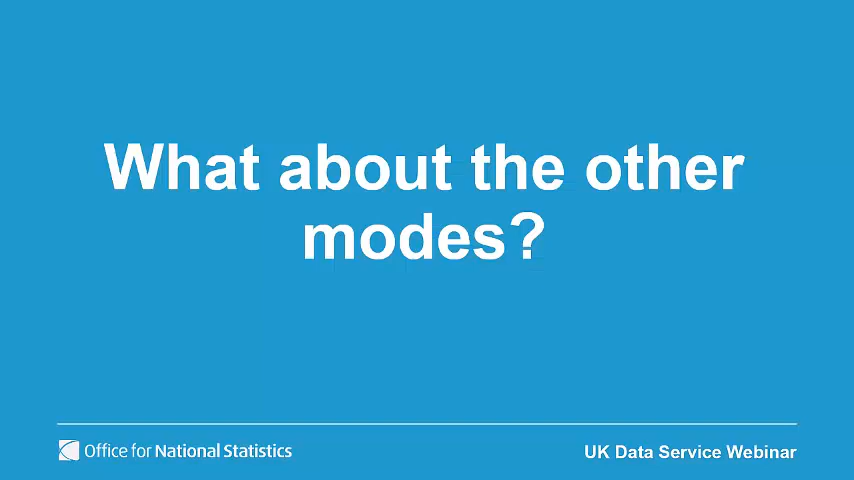 What about the other
modes?
Office for National Statistics
UK Data Service Webinar